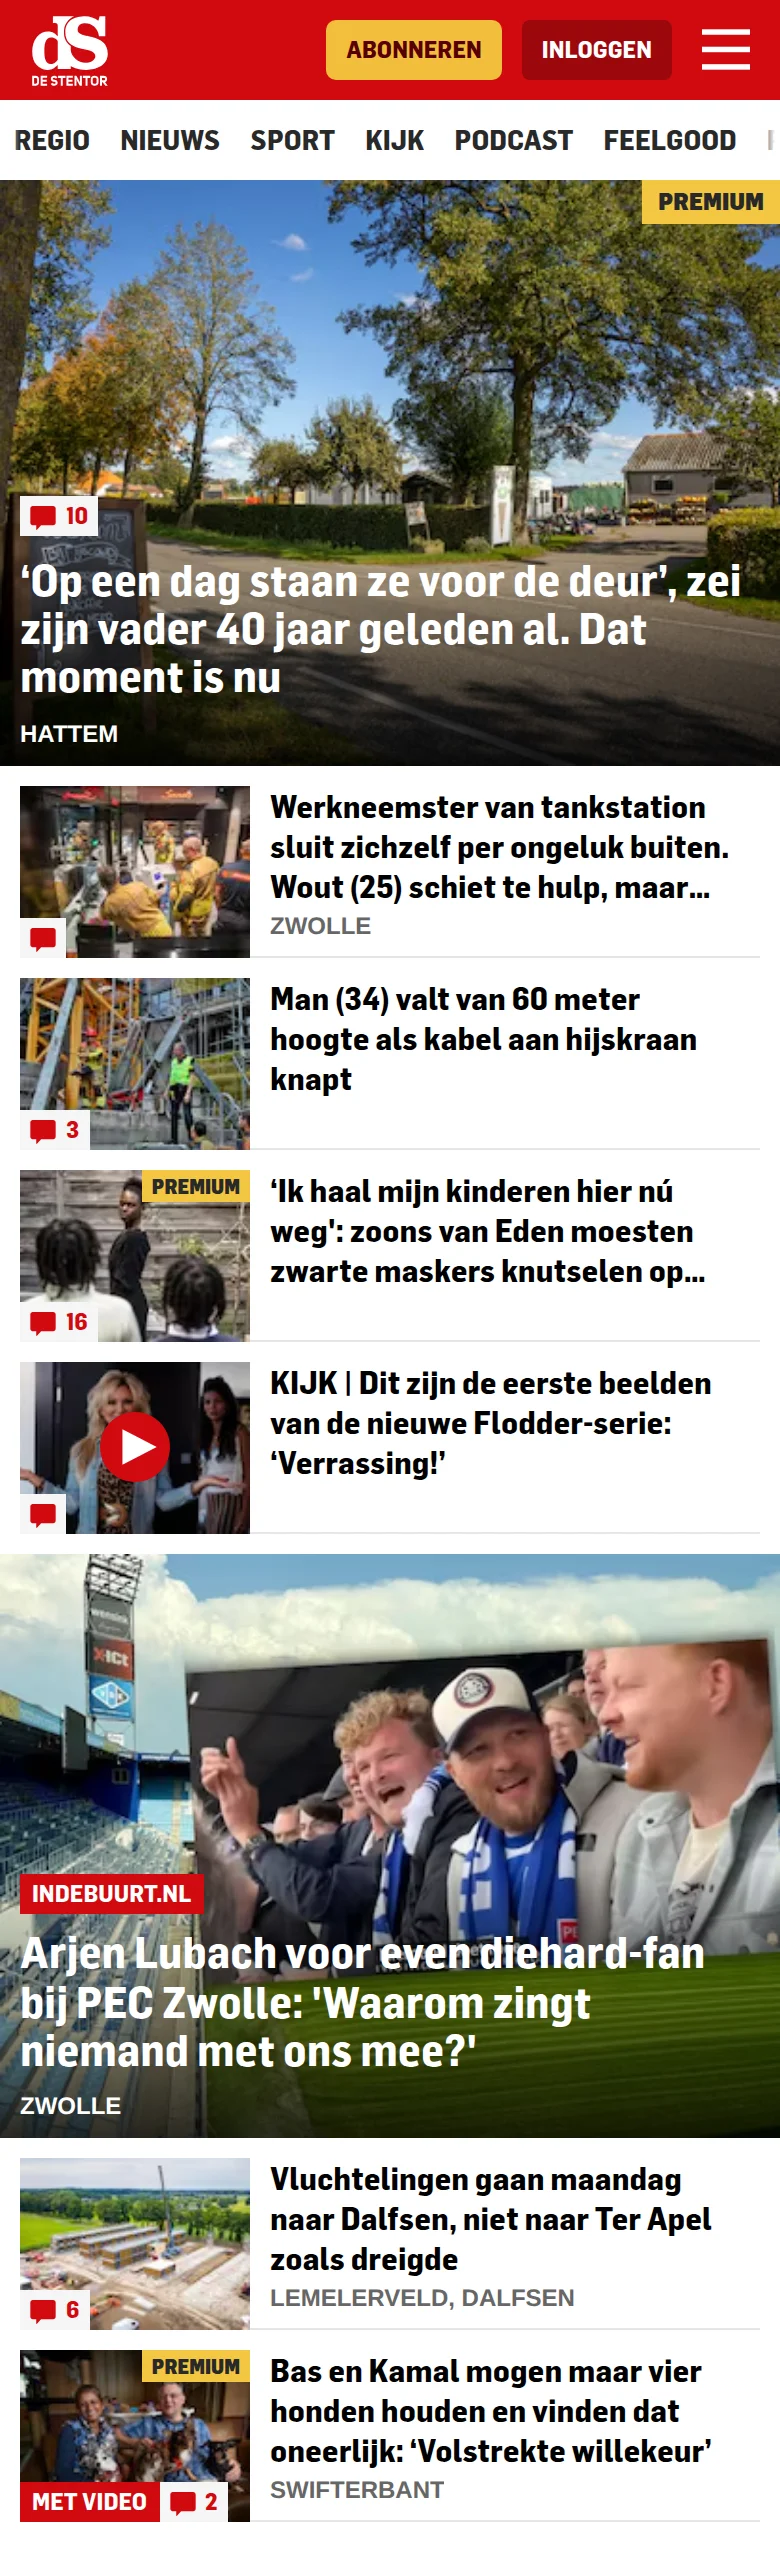 dS
DE STENTOR
ABONNEREN
INLOGGEN
REGIO NIEUWS SPORT KIJK PODCAST FEELGOOD
PREMIUM
10
‘Op een dag staan ze voor de deur’, zei
zijn vader 40 jaar geleden al. Dat
moment is nu
HATTEM
Werkneemster van tankstation
sluit zichzelf per ongeluk buiten.
Wout (25) schiet te hulp, maar...
ZWOLLE
Man (34) valt van 60 meter
hoogte als kabel aan hijskraan
knapt
3
PREMIUM
‘Ik haal mijn kinderen hier nú
weg': zoons van Eden moesten
zwarte maskers knutselen op...
16
KIJK | Dit zijn de eerste beelden
van de nieuwe Flodder-serie:
‘Verrassing!’
INDEBUURT.NL
Arjen Lubach voor even diehard-fan
bij PEC Zwolle: 'Waarom zingt
niemand met ons mee?'
ZWOLLE
Vluchtelingen gaan maandag
naar Dalfsen, niet naar Ter Apel
zoals dreigde
LEMELERVELD, DALFSEN
6
PREMIUM
Bas en Kamal mogen maar vier
honden houden en vinden dat
oneerlijk: ‘Volstrekte willekeur’
SWIFTERBANT
MET VIDEO
2